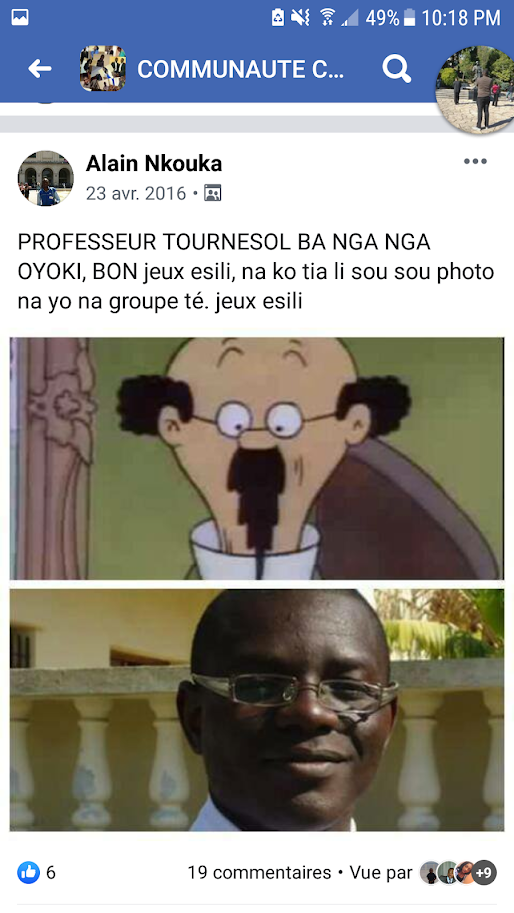 49% 10:18 PM
COMMUNAUTE C...
Alain Nkouka
23 avr. 2016 •
PROFESSEUR TOURNESOL BA NGA NGA
OYOKI, BON jeux esili, na ko tia li sou sou photo
na yo na groupe té. jeux esili
6
19 commentaires • Vue par
+9